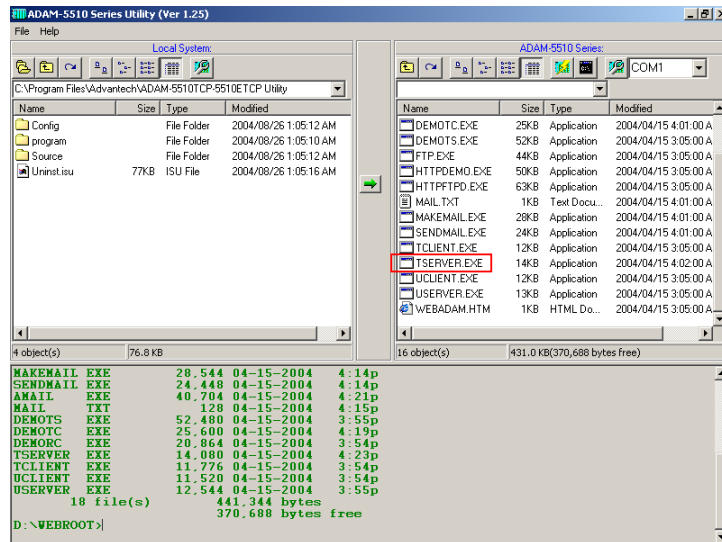 ADAM-5510 Series Utility (Ver 1.25)
File Help
Local System:
ADAM-5510 Series:
COM1
C:\Program Files\Advantech\ADAM-5510TCP-5510ETCP Utility
Name Size Type Modified
Config File Folder 2004/08/26 1:05:12 AM
program File Folder 2004/08/26 1:05:10 AM
Source File Folder 2004/08/26 1:05:12 AM
Uninst.isu 77KB ISU File 2004/08/26 1:05:16 AM
4 object(s) 76.8 KB
Name Size Type Modified
DEMOTC.EXE 25KB Application 2004/04/15 4:01:00 A
DEMOTS.EXE 52KB Application 2004/04/15 3:05:00 A
FTP.EXE 44KB Application 2004/04/15 3:05:00 A
HTTPDEMO.EXE 50KB Application 2004/04/15 3:05:00 A
HTTPFTPD.EXE 63KB Application 2004/04/15 3:05:00 A
MAIL.TXT 1KB Text Docu... 2004/04/15 4:01:00 A
MAKEMAIL.EXE 28KB Application 2004/04/15 4:01:00 A
SENDMAIL.EXE 24KB Application 2004/04/15 4:01:00 A
TCLIENT.EXE 12KB Application 2004/04/15 3:05:00 A
TSERVER.EXE 14KB Application 2004/04/15 4:02:00 A
UCLIENT.EXE 12KB Application 2004/04/15 3:05:00 A
USERVER.EXE 13KB Application 2004/04/15 3:05:00 A
WEBADAM.HTM 1KB HTML Do... 2004/04/15 3:05:00 A
16 object(s) 431.0 KB(370,688 bytes free)
MAKEMAIL EXE 28,544 04-15-2004 4:14p
SENDMAIL EXE 24,448 04-15-2004 4:14p
AMAIL EXE 40,704 04-15-2004 4:21p
MAIL TXT 128 04-15-2004 4:15p
DEMOTS EXE 52,480 04-15-2004 3:55p
DEMOTC EXE 25,600 04-15-2004 4:19p
DEMORC EXE 20,864 04-15-2004 3:54p
TSERVER EXE 14,080 04-15-2004 4:23p
TCLIENT EXE 11,776 04-15-2004 3:54p
UCLIENT EXE 11,520 04-15-2004 3:54p
USERVER EXE 12,544 04-15-2004 3:55p
18 file(s) 441,344 bytes
370,688 bytes free
D:\WEBROOT>